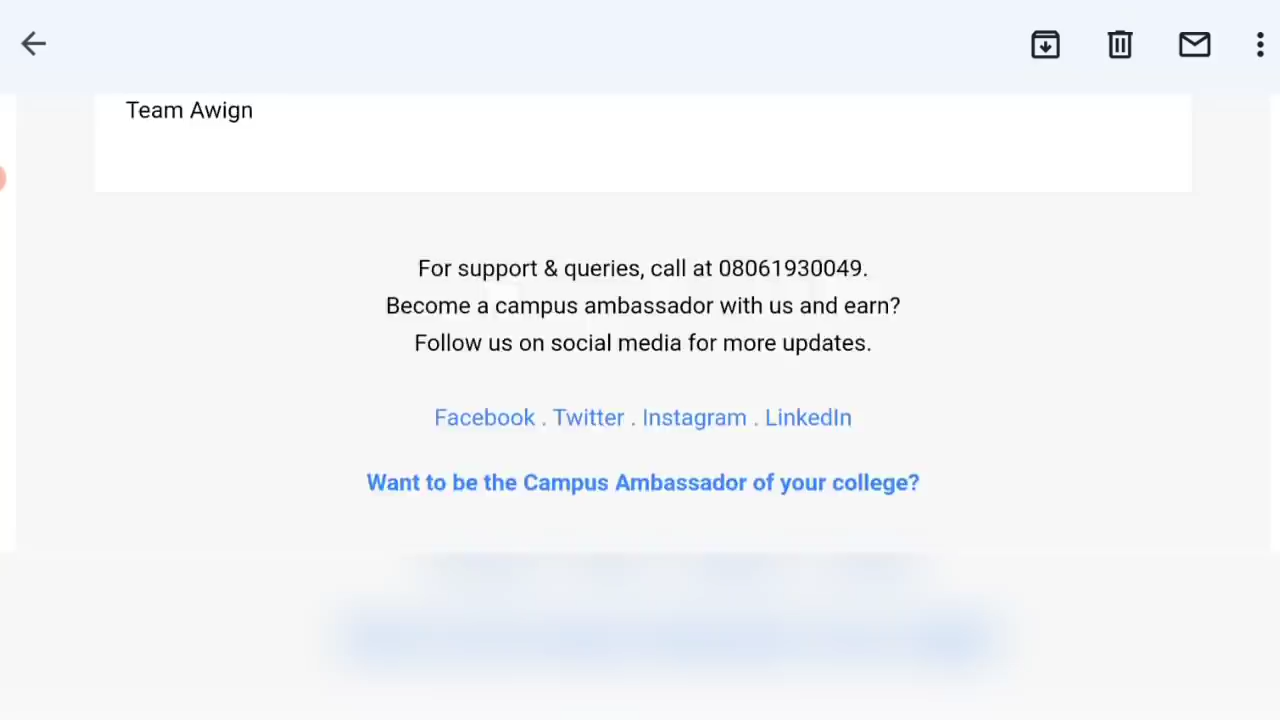 Team Awign
For support & queries, call at 08061930049.
Become a campus ambassador with us and earn?
Follow us on social media for more updates.
Facebook . Twitter . Instagram . LinkedIn
Want to be the Campus Ambassador of your college?